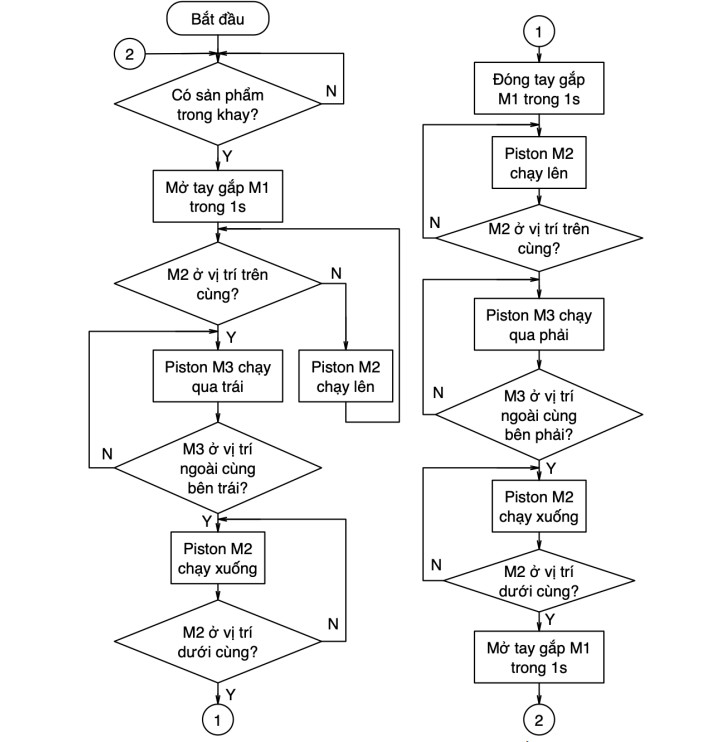 Bắt đầu
2
N
Có sản phẩm
trong khay?
Y
Mở tay gắp M1
trong 1s
M2 ở vị trí trên
cùng?
N
Y
Piston M3 chạy
qua trái
Piston M2
chạy lên
N
M3 ở vị trí
ngoài cùng
bên trái?
Y
Piston M2
chạy xuống
N
M2 ở vị trí
dưới cùng?
Y
1
1
Đóng tay gắp
M1 trong 1s
Piston M2
chạy lên
N
M2 ở vị trí trên
cùng?
Piston M3 chạy
qua phải
N
M3 ở vị trí
ngoài cùng
bên phải?
Y
Piston M2
chạy xuống
N
M2 ở vị trí
dưới cùng?
Y
Mở tay gắp M1
trong 1s
2